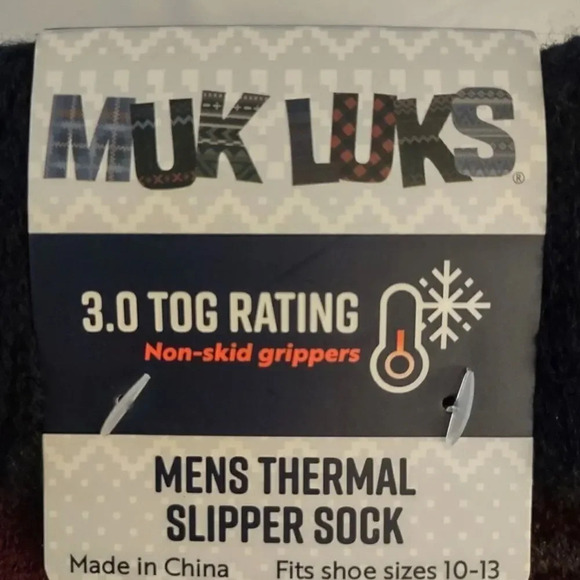 MUK LUKS®
3.0 TOG RATING
Non-skid grippers
MENS THERMAL
SLIPPER SOCK
Made in China Fits shoe sizes 10-13